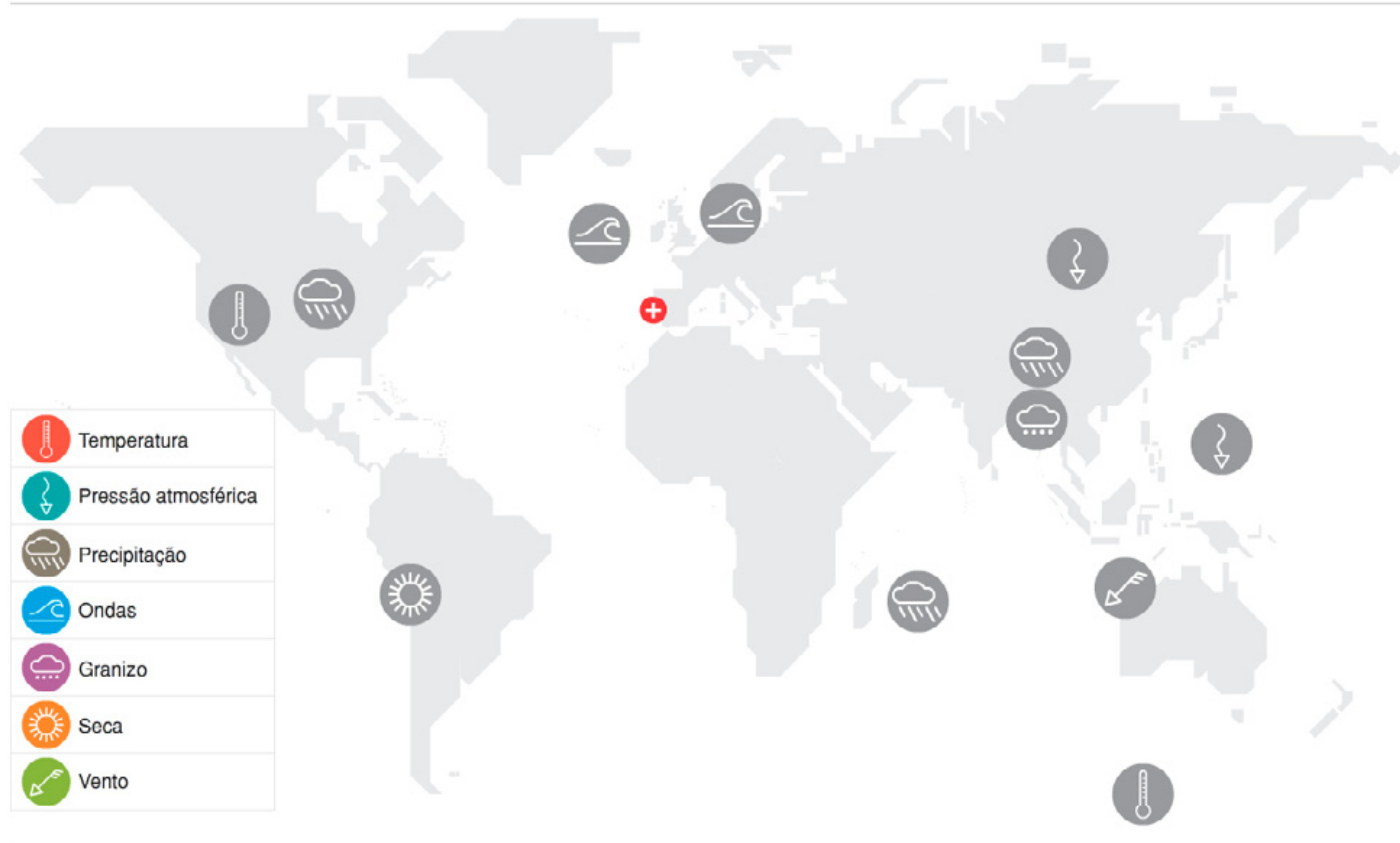 Temperatura
Pressão atmosférica
Precipitação
Ondas
Granizo
Seca
Vento